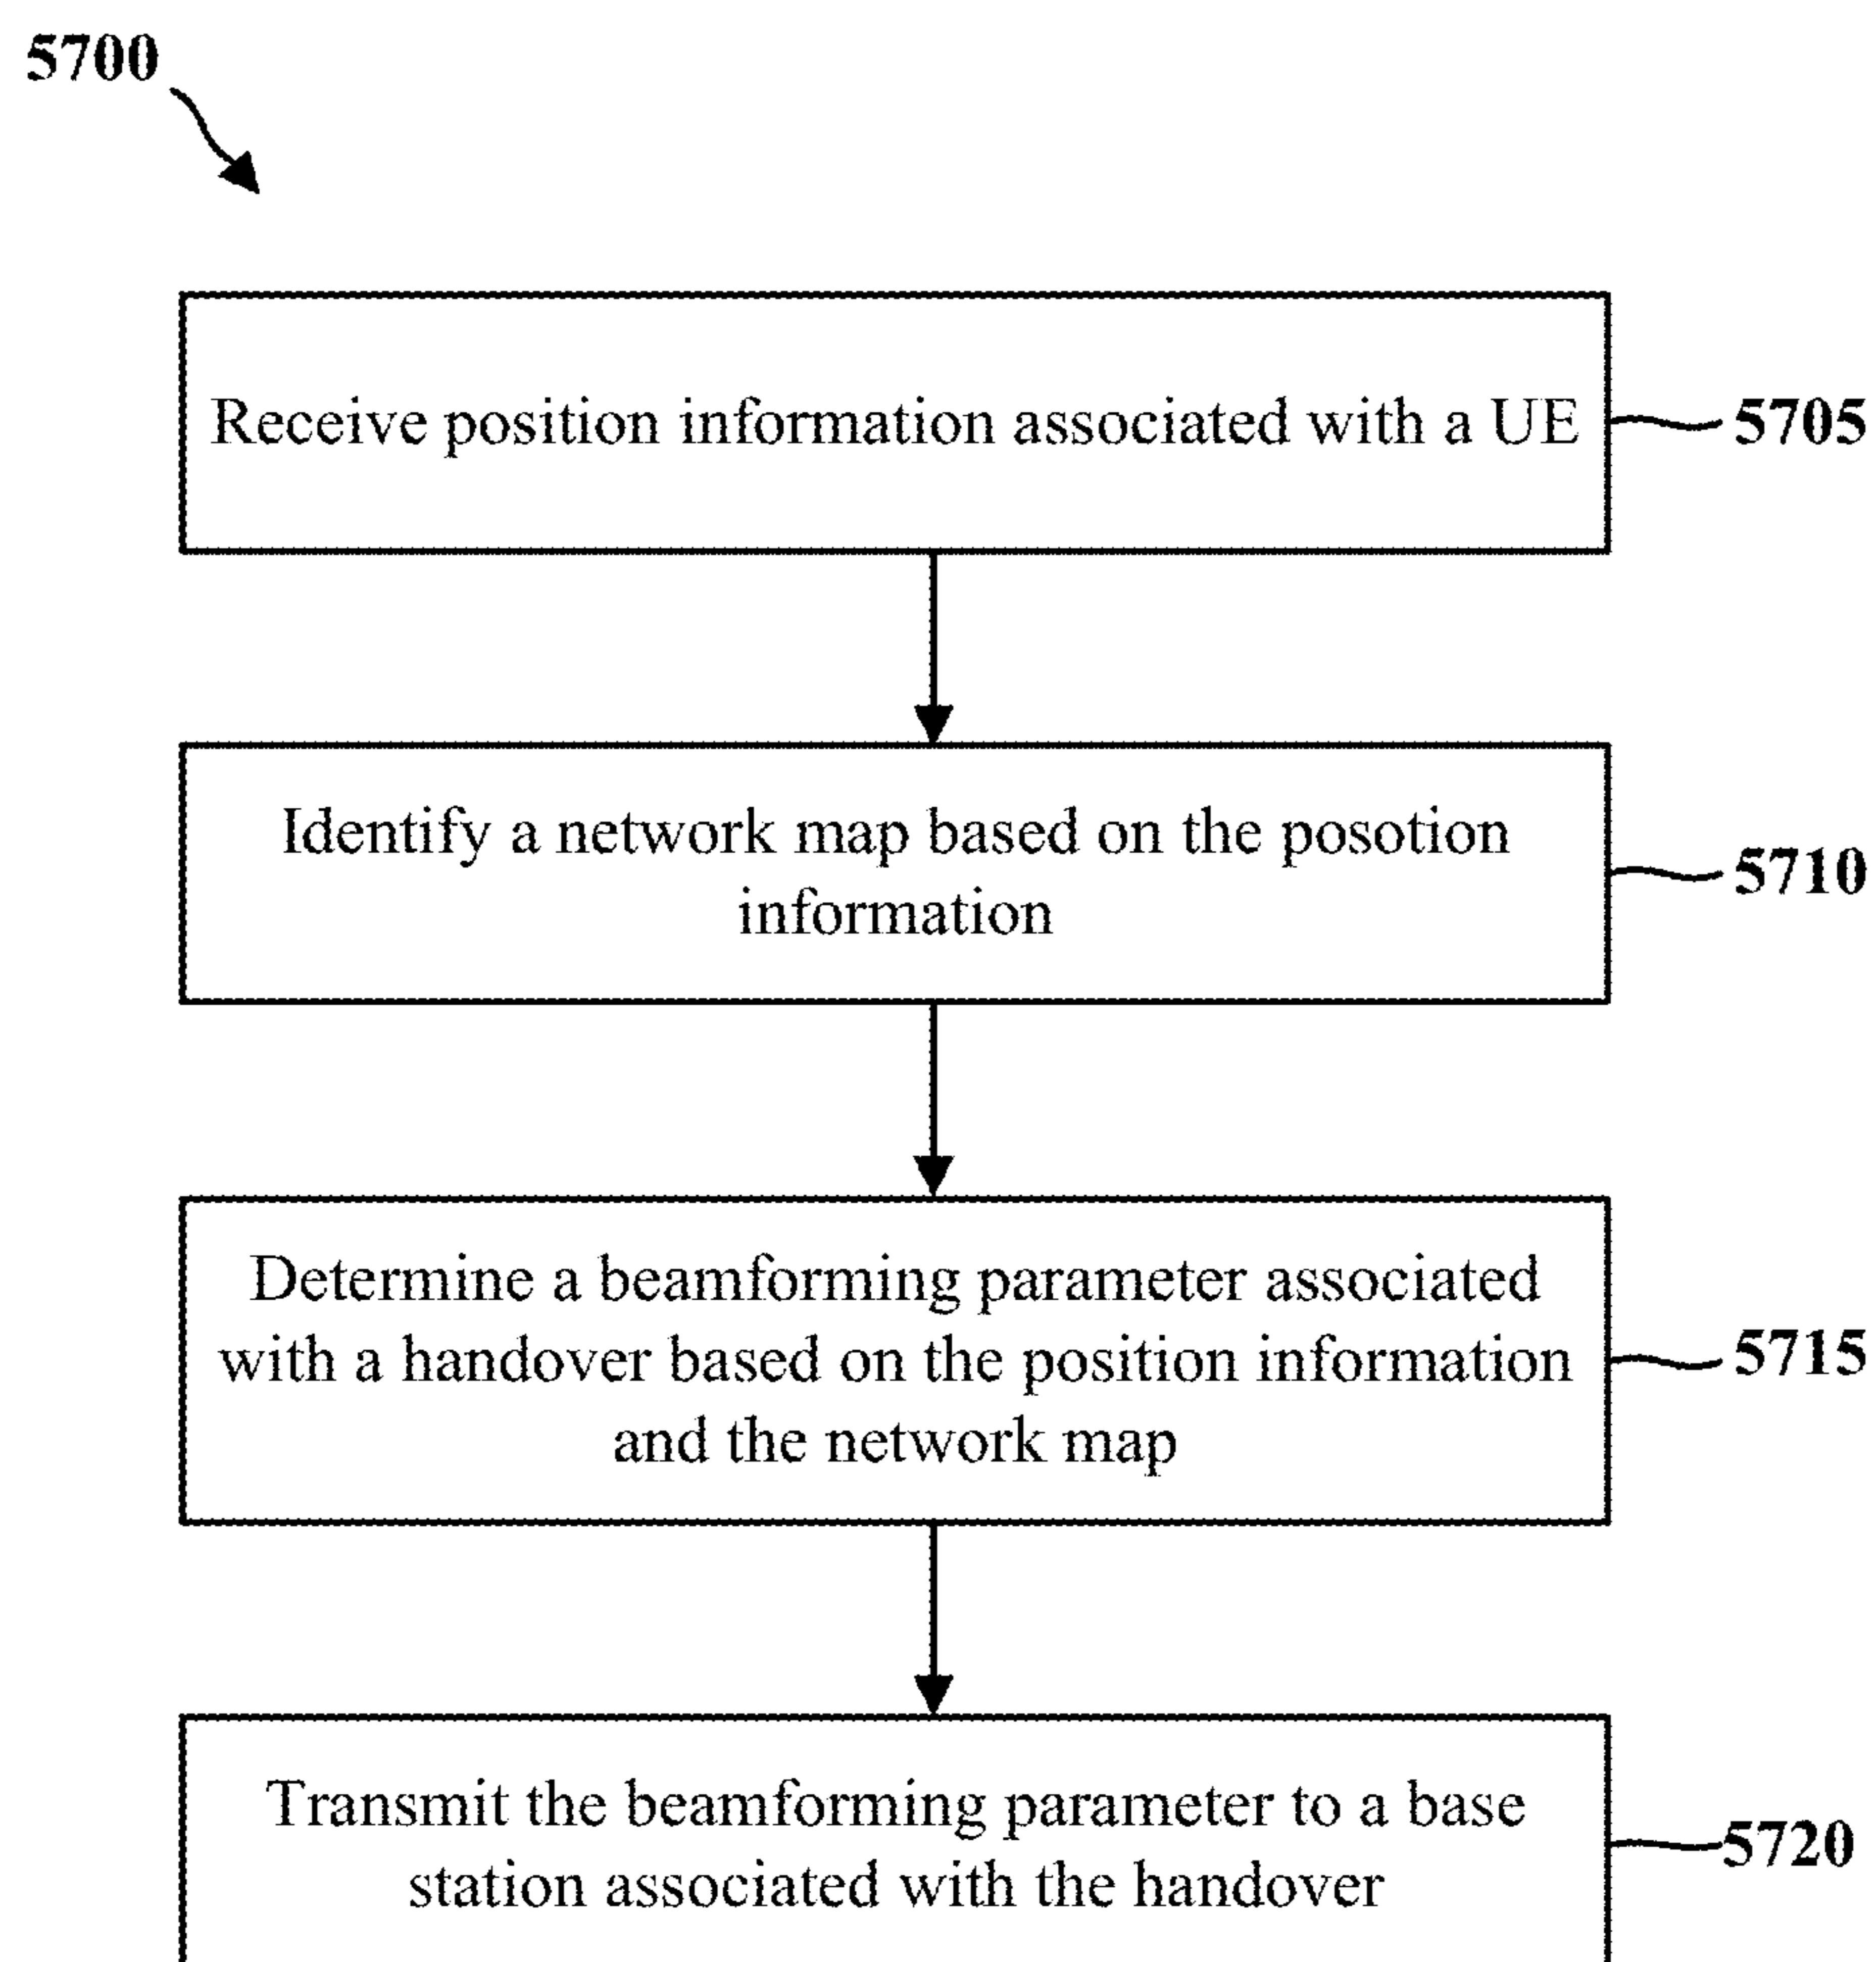 5700
Receive position information associated with a UE
5705
Identify a network map based on the posotion
information
5710
Determine a beamforming parameter associated
with a handover based on the position information
and the network map
5715
Transmit the beamforming parameter to a base
station associated with the handover
5720